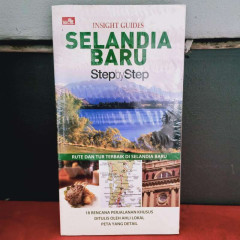 INSIGHT GUIDES
SELANDIA
BARU
Step by Step
RUTE DAN TUR TERBAIK DI SELANDIA BARU
18 RENCANA PERJALANAN KHUSUS
DITULIS OLEH AHLI LOKAL
PETA YANG DETAIL